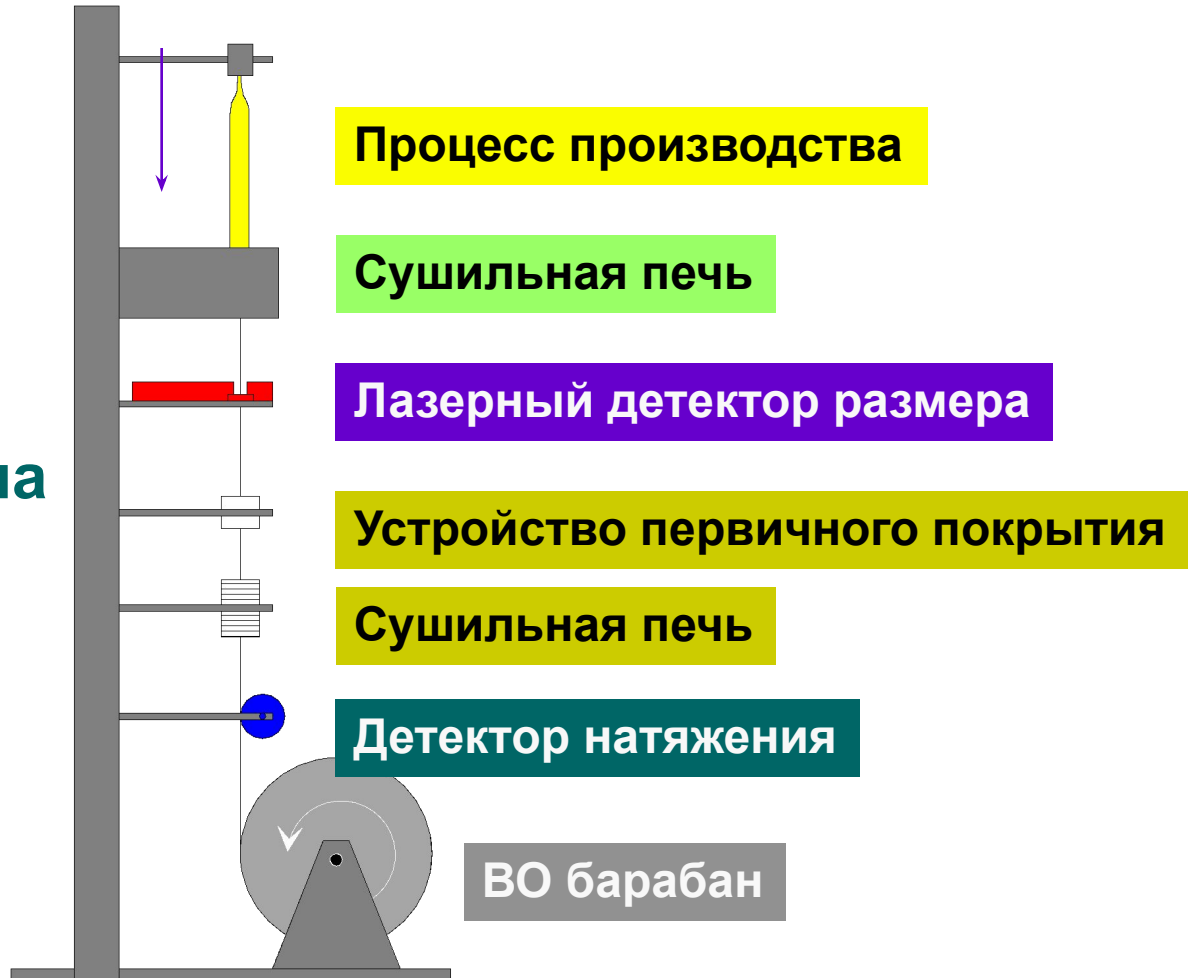 Процесс производства
Сушильная печь
Лазерный детектор размера
Устройство первичного покрытия
Сушильная печь
Детектор натяжения
ВО барабан